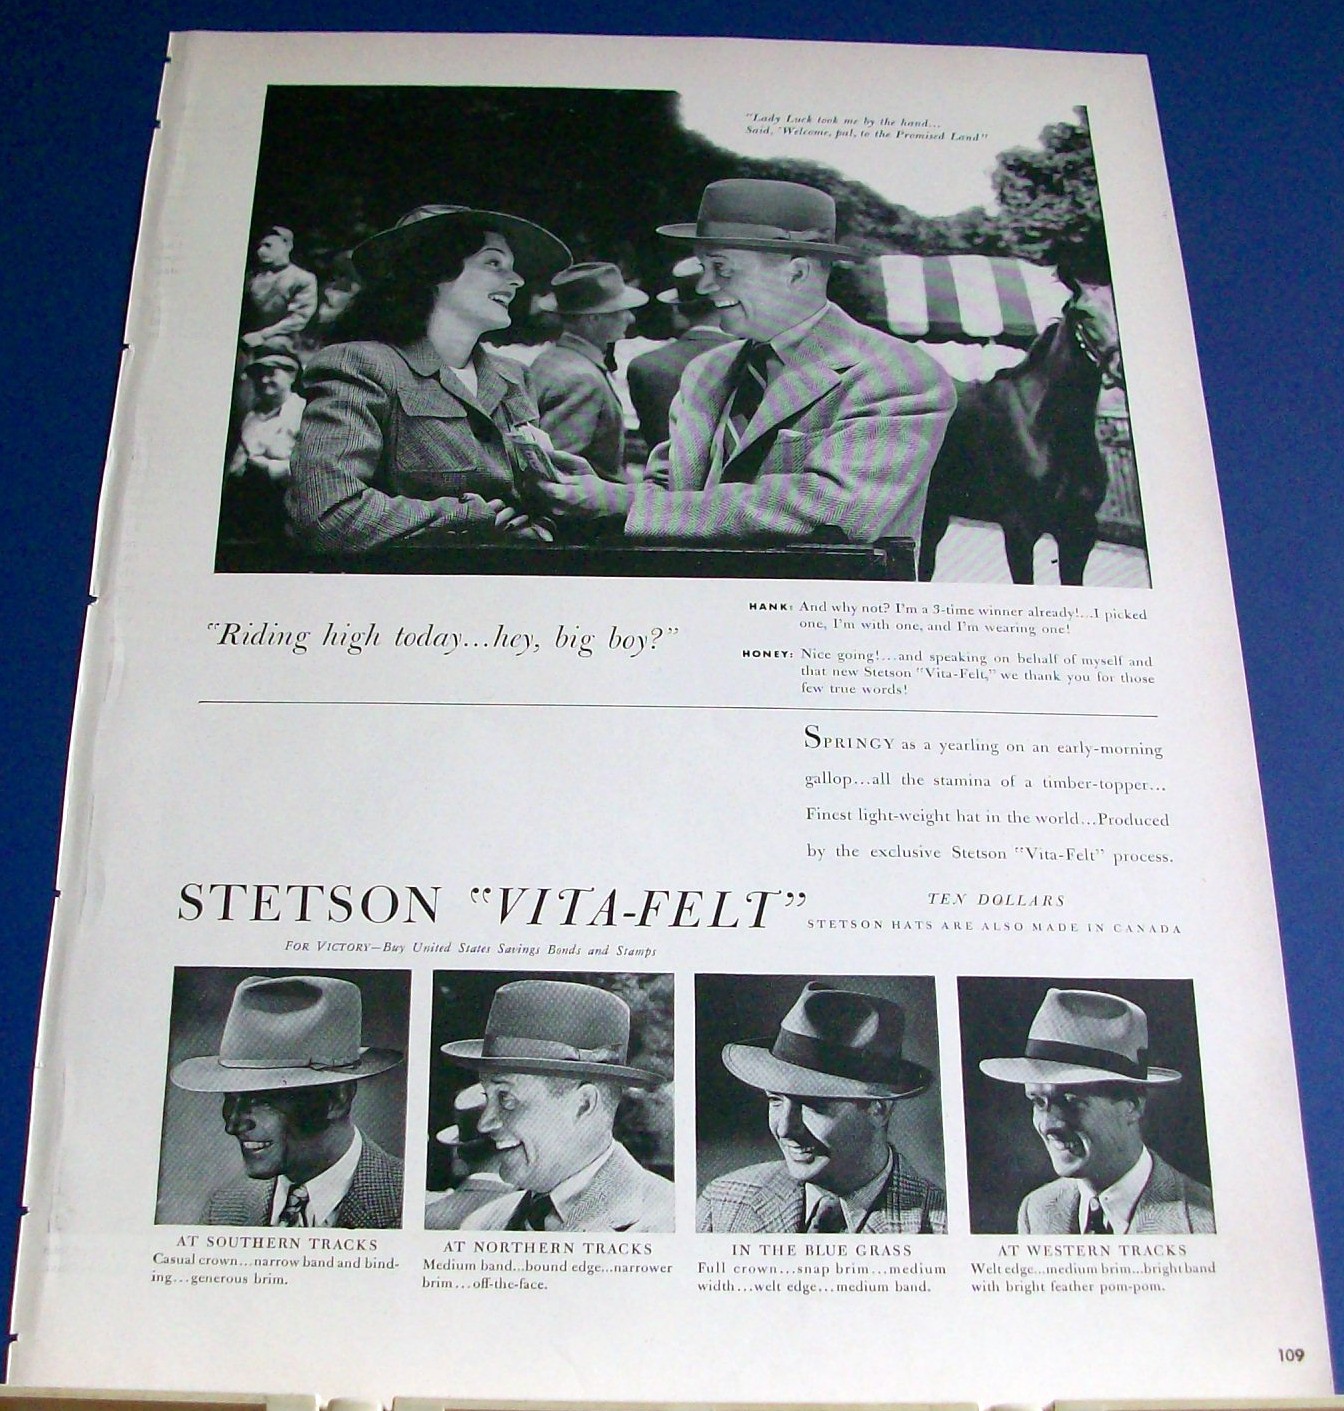 "Lady Luck took me by the hand...
Said, 'Welcome, pal, to the Promised Land"
"Riding high today...hey, big boy?"
HANK: And why not? I'm a 3-time winner already!...I picked
one, I'm with one, and I'm wearing one!
HONEY: Nice going!...and speaking on behalf of myself and
that new Stetson "Vita-Felt," we thank you for those
few true words!
SPRINGY as a yearling on an early-morning
gallop...all the stamina of a timber-topper...
Finest light-weight hat in the world...Produced
by the exclusive Stetson "Vita-Felt" process.
STETSON "VITA-FELT"
TEN DOLLARS
STETSON HATS ARE ALSO MADE IN CANADA
FOR VICTORY—Buy United States Savings Bonds and Stamps
AT SOUTHERN TRACKS
Casual crown...narrow band and bind-
ing...generous brim.
AT NORTHERN TRACKS
Medium band...bound edge...narrower
brim...off-the-face.
IN THE BLUE GRASS
Full crown...snap brim...medium
width...welt edge...medium band.
AT WESTERN TRACKS
Welt edge...medium brim...bright band
with bright feather pom-pom.
109